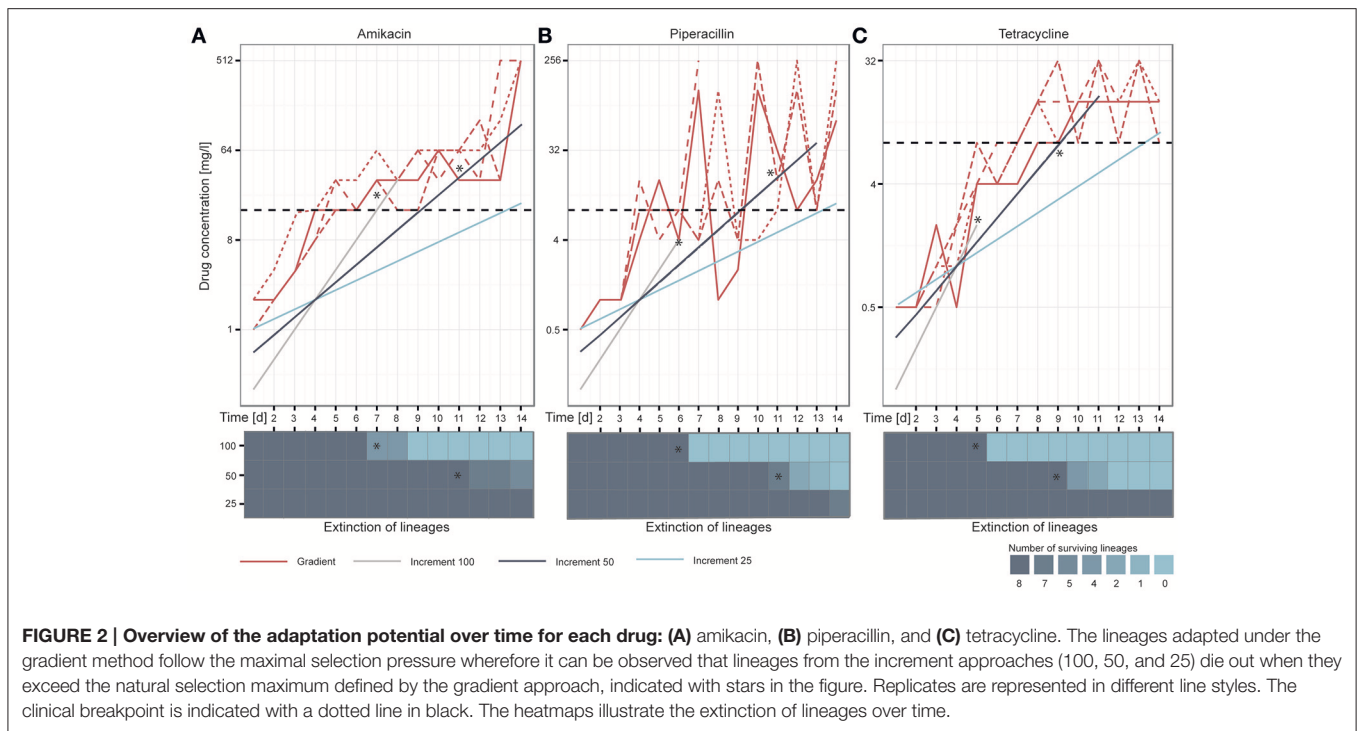 A Amikacin
512
64
8
1
Drug concentration [mg/l]
Time [d] 2 3 4 5 6 7 8 9 10 11 12 13 14
* *
100 *
50 *
25
Extinction of lineages
B Piperacillin
256
32
4
0.5
2 3 4 5 6 7 8 9 10 11 12 13 14
* *
*
*
Extinction of lineages
C Tetracycline
32
4
0.5
Time [d] 2 3 4 5 6 7 8 9 10 11 12 13 14
* *
*
*
Extinction of lineages
Gradient Increment 100 Increment 50 Increment 25
Number of surviving lineages
8 7 5 4 2 1 0
FIGURE 2 | Overview of the adaptation potential over time for each drug: (A) amikacin, (B) piperacillin, and (C) tetracycline. The lineages adapted under the
gradient method follow the maximal selection pressure wherefore it can be observed that lineages from the increment approaches (100, 50, and 25) die out when they
exceed the natural selection maximum defined by the gradient approach, indicated with stars in the figure. Replicates are represented in different line styles. The
clinical breakpoint is indicated with a dotted line in black. The heatmaps illustrate the extinction of lineages over time.